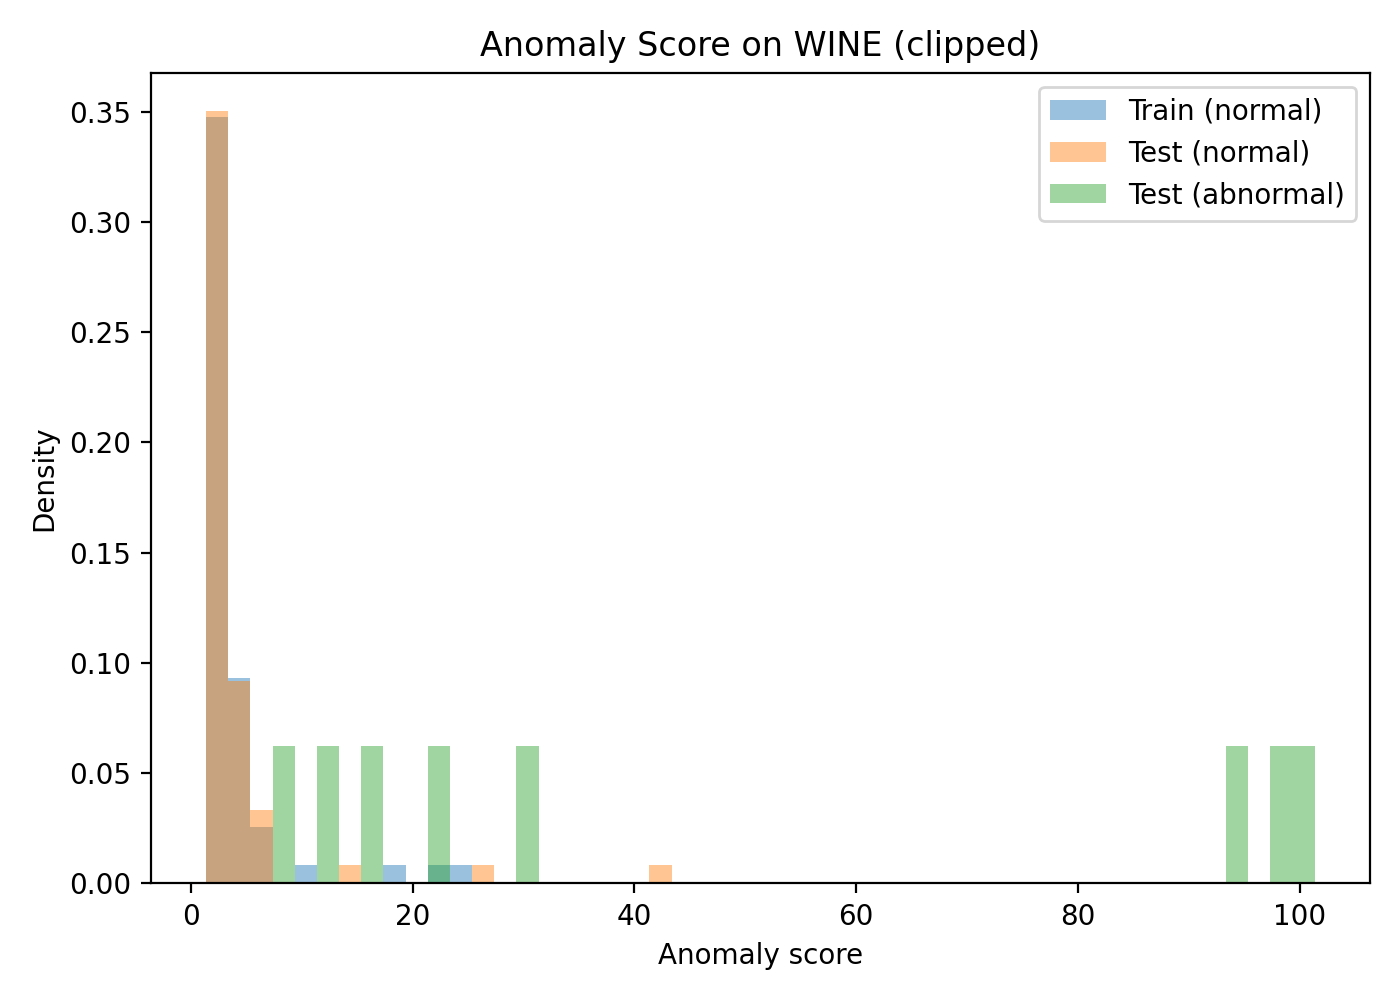 Anomaly Score on WINE (clipped)
Train (normal)
Test (normal)
Test (abnormal)
0.35
0.30
0.25
0.20
0.15
0.10
0.05
0.00
Density
0 20 40 60 80 100
Anomaly score